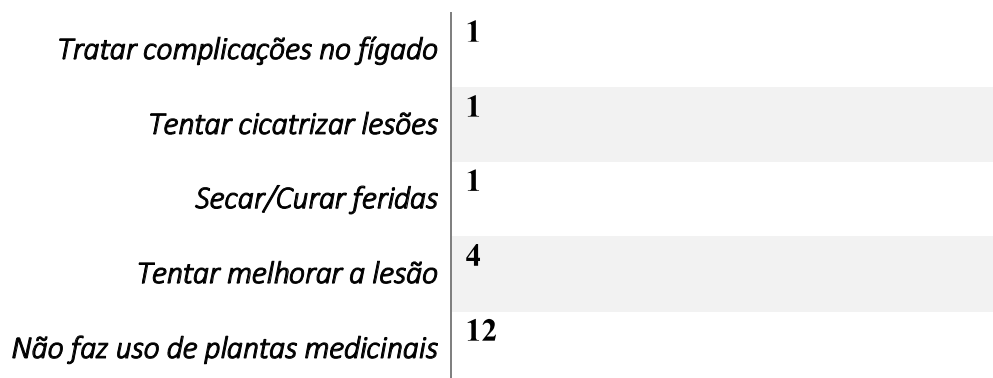 Tratar complicações no fígado 1
Tentar cicatrizar lesões 1
Secar/Curar feridas 1
Tentar melhorar a lesão 4
Não faz uso de plantas medicinais 12